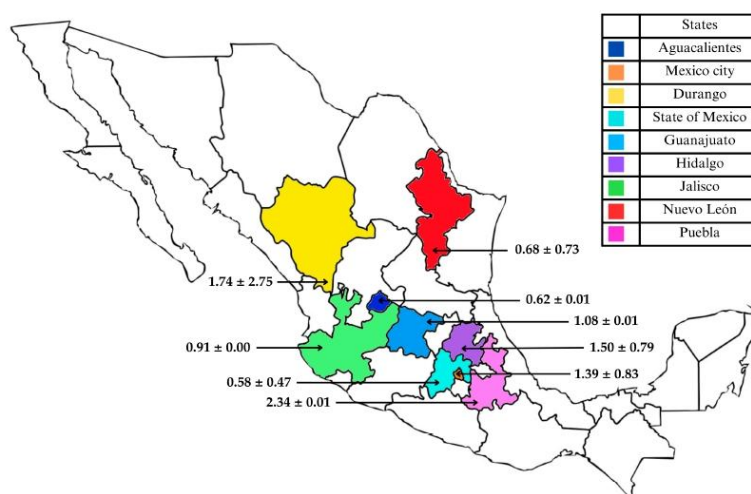 States
Aguacalientes
Mexico city
Durango
State of Mexico
Guanajuato
Hidalgo
Jalisco
Nuevo León
Puebla
0.68 ± 0.73
1.74 ± 2.75
0.62 ± 0.01
1.08 ± 0.01
0.91 ± 0.00
1.50 ± 0.79
1.39 ± 0.83
0.58 ± 0.47
2.34 ± 0.01